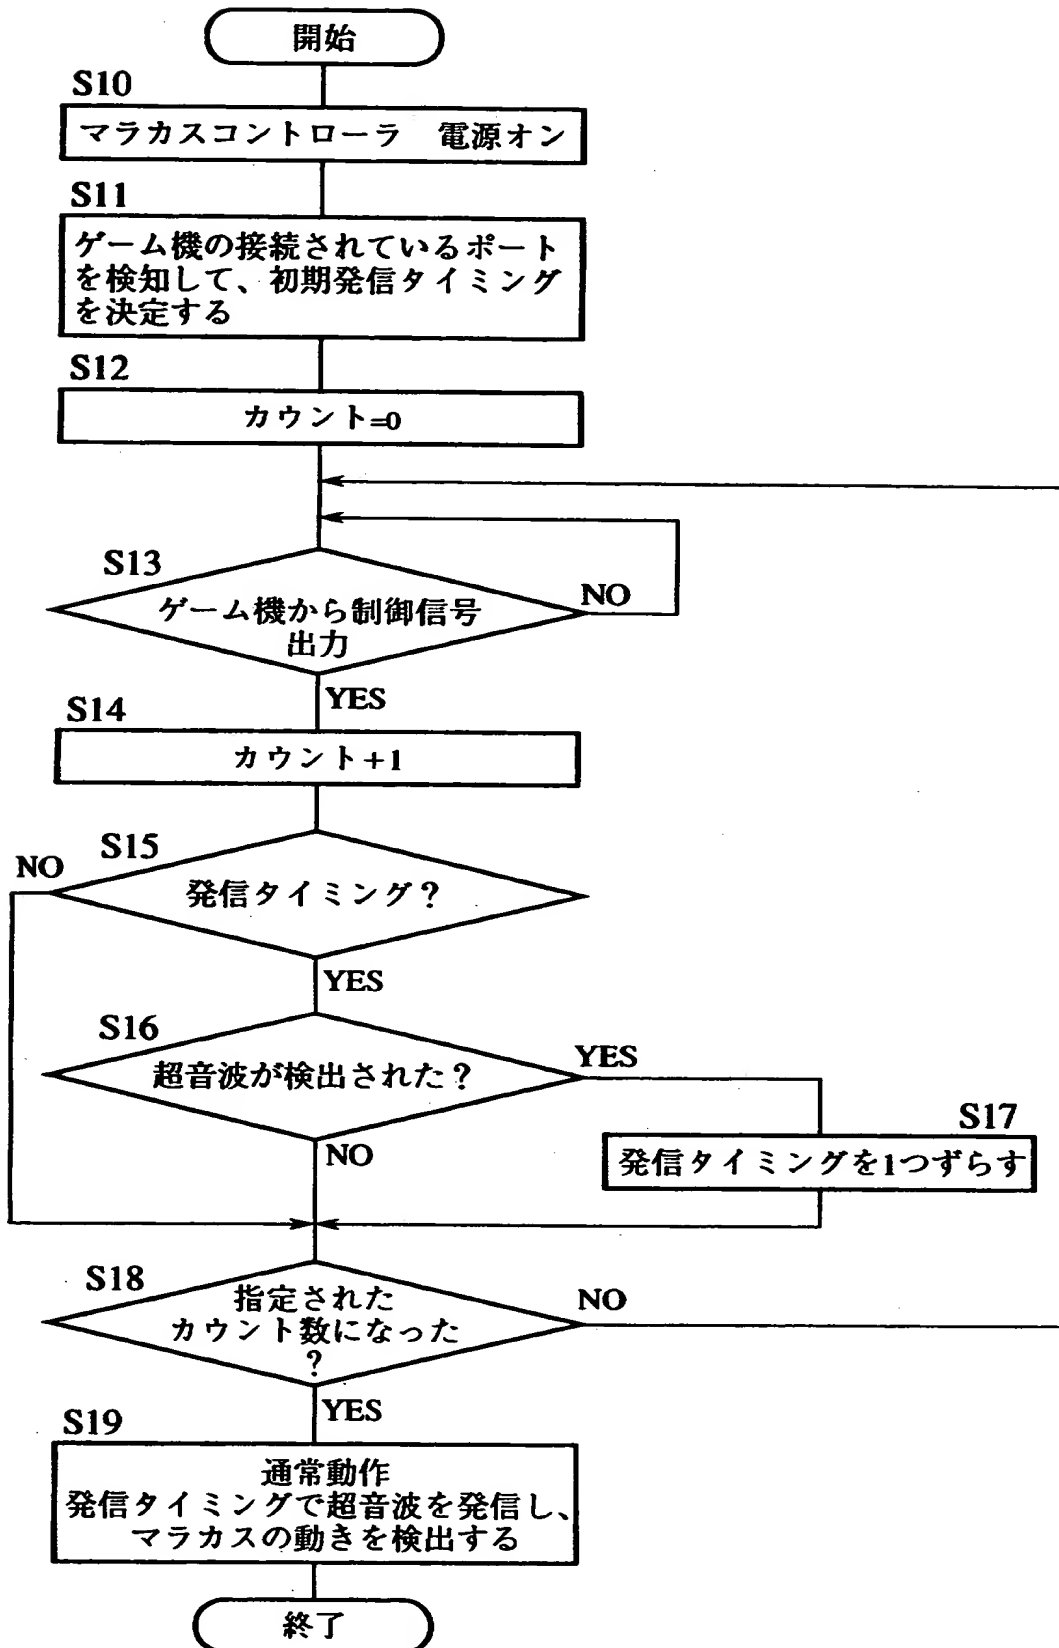 開始
S10
マラカスコントローラ　電源オン
S11
ゲーム機の接続されているポート
を検知して、初期発信タイミング
を決定する
S12
カウント=0
S13
ゲーム機から制御信号
出力
NO
YES
S14
カウント+1
S15
NO
発信タイミング?
YES
S16
超音波が検出された?
YES
NO
S17
発信タイミングを1つずらす
S18
指定された
カウント数になった
?
NO
YES
S19
通常動作
発信タイミングで超音波を発信し、
マラカスの動きを検出する
終了